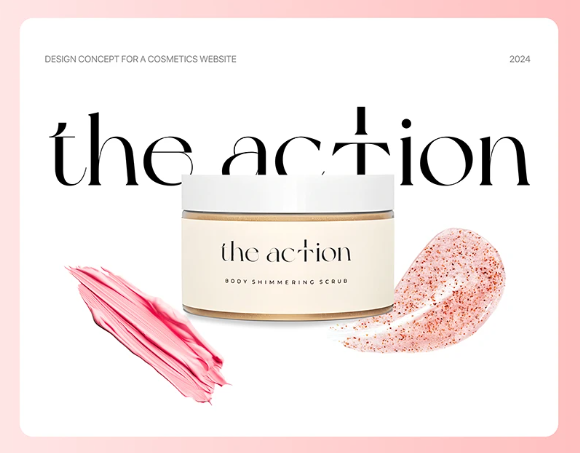 DESIGN CONCEPT FOR A COSMETICS WEBSITE
2024
the action
the action
BODY SHIMMERING SCRUB